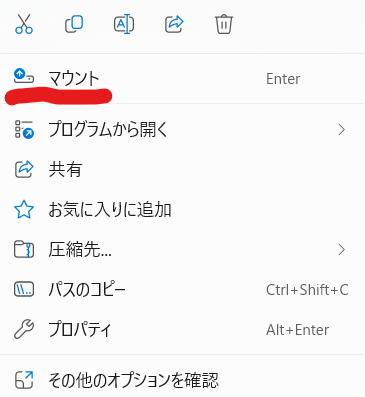 マウント Enter
プログラムから開く
共有
お気に入りに追加
圧縮先...
パスのコピー Ctrl+Shift+C
プロパティ Alt+Enter
その他のオプションを確認